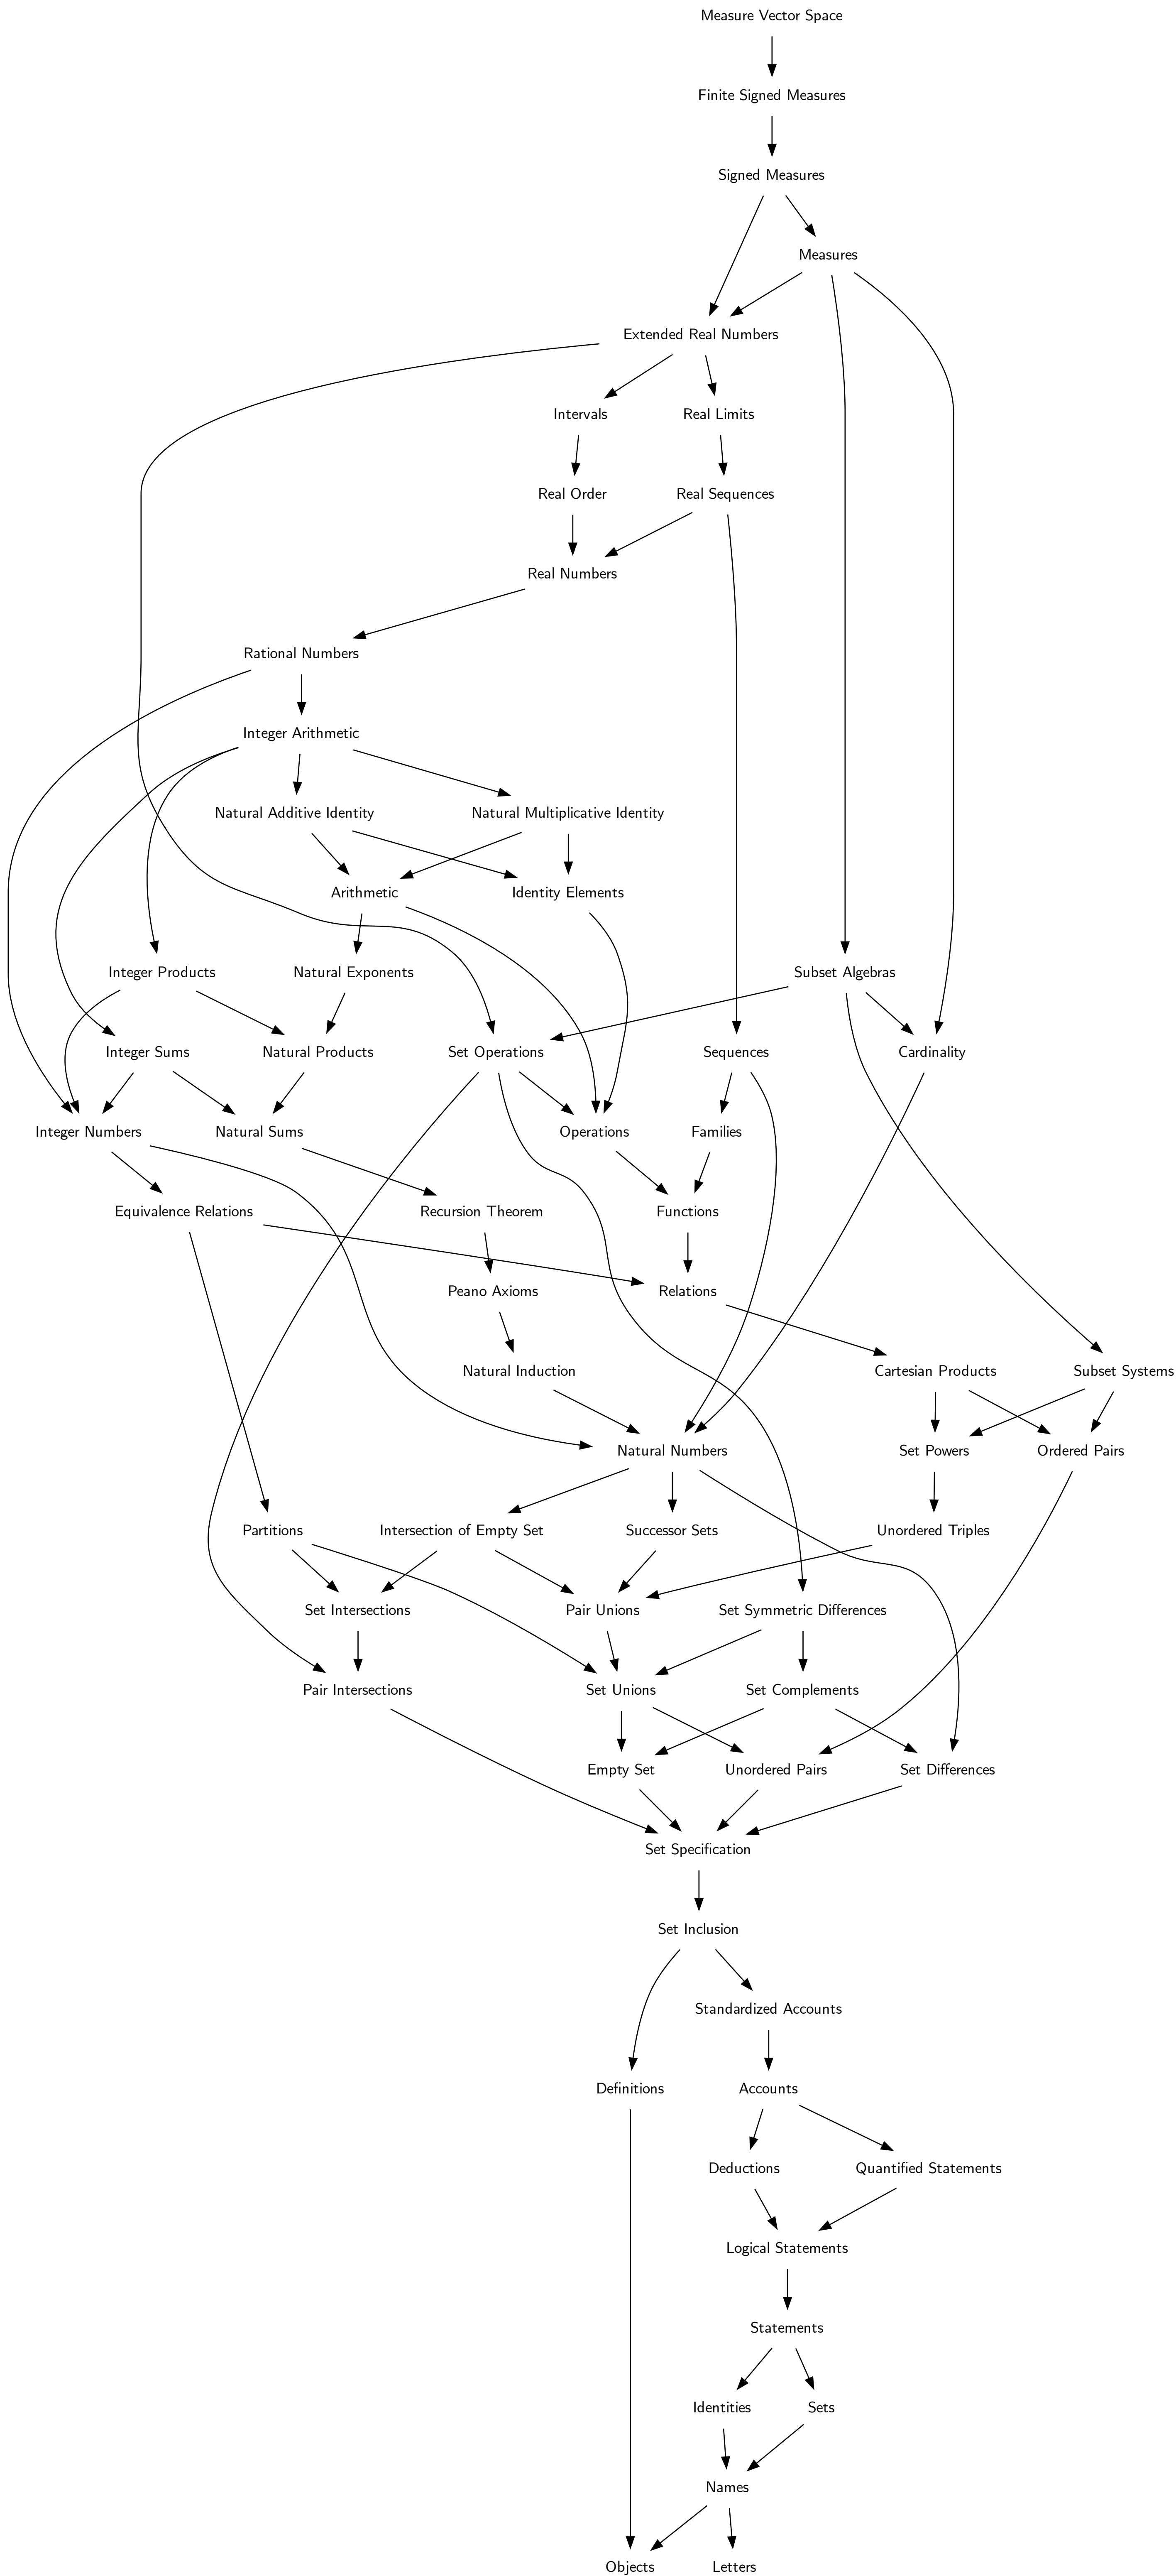 Measure Vector Space
Finite Signed Measures
Signed Measures
Measures
Extended Real Numbers
Intervals
Real Limits
Real Order
Real Sequences
Real Numbers
Rational Numbers
Integer Arithmetic
Natural Additive Identity
Natural Multiplicative Identity
Arithmetic
Identity Elements
Integer Products
Natural Exponents
Subset Algebras
Integer Sums
Natural Products
Set Operations
Sequences
Cardinality
Integer Numbers
Natural Sums
Operations
Families
Equivalence Relations
Recursion Theorem
Functions
Peano Axioms
Relations
Natural Induction
Cartesian Products
Subset Systems
Natural Numbers
Set Powers
Ordered Pairs
Partitions
Intersection of Empty Set
Successor Sets
Unordered Triples
Set Intersections
Pair Unions
Set Symmetric Differences
Pair Intersections
Set Unions
Set Complements
Empty Set
Unordered Pairs
Set Differences
Set Specification
Set Inclusion
Standardized Accounts
Definitions
Accounts
Deductions
Quantified Statements
Logical Statements
Statements
Identities
Sets
Names
Objects
Letters